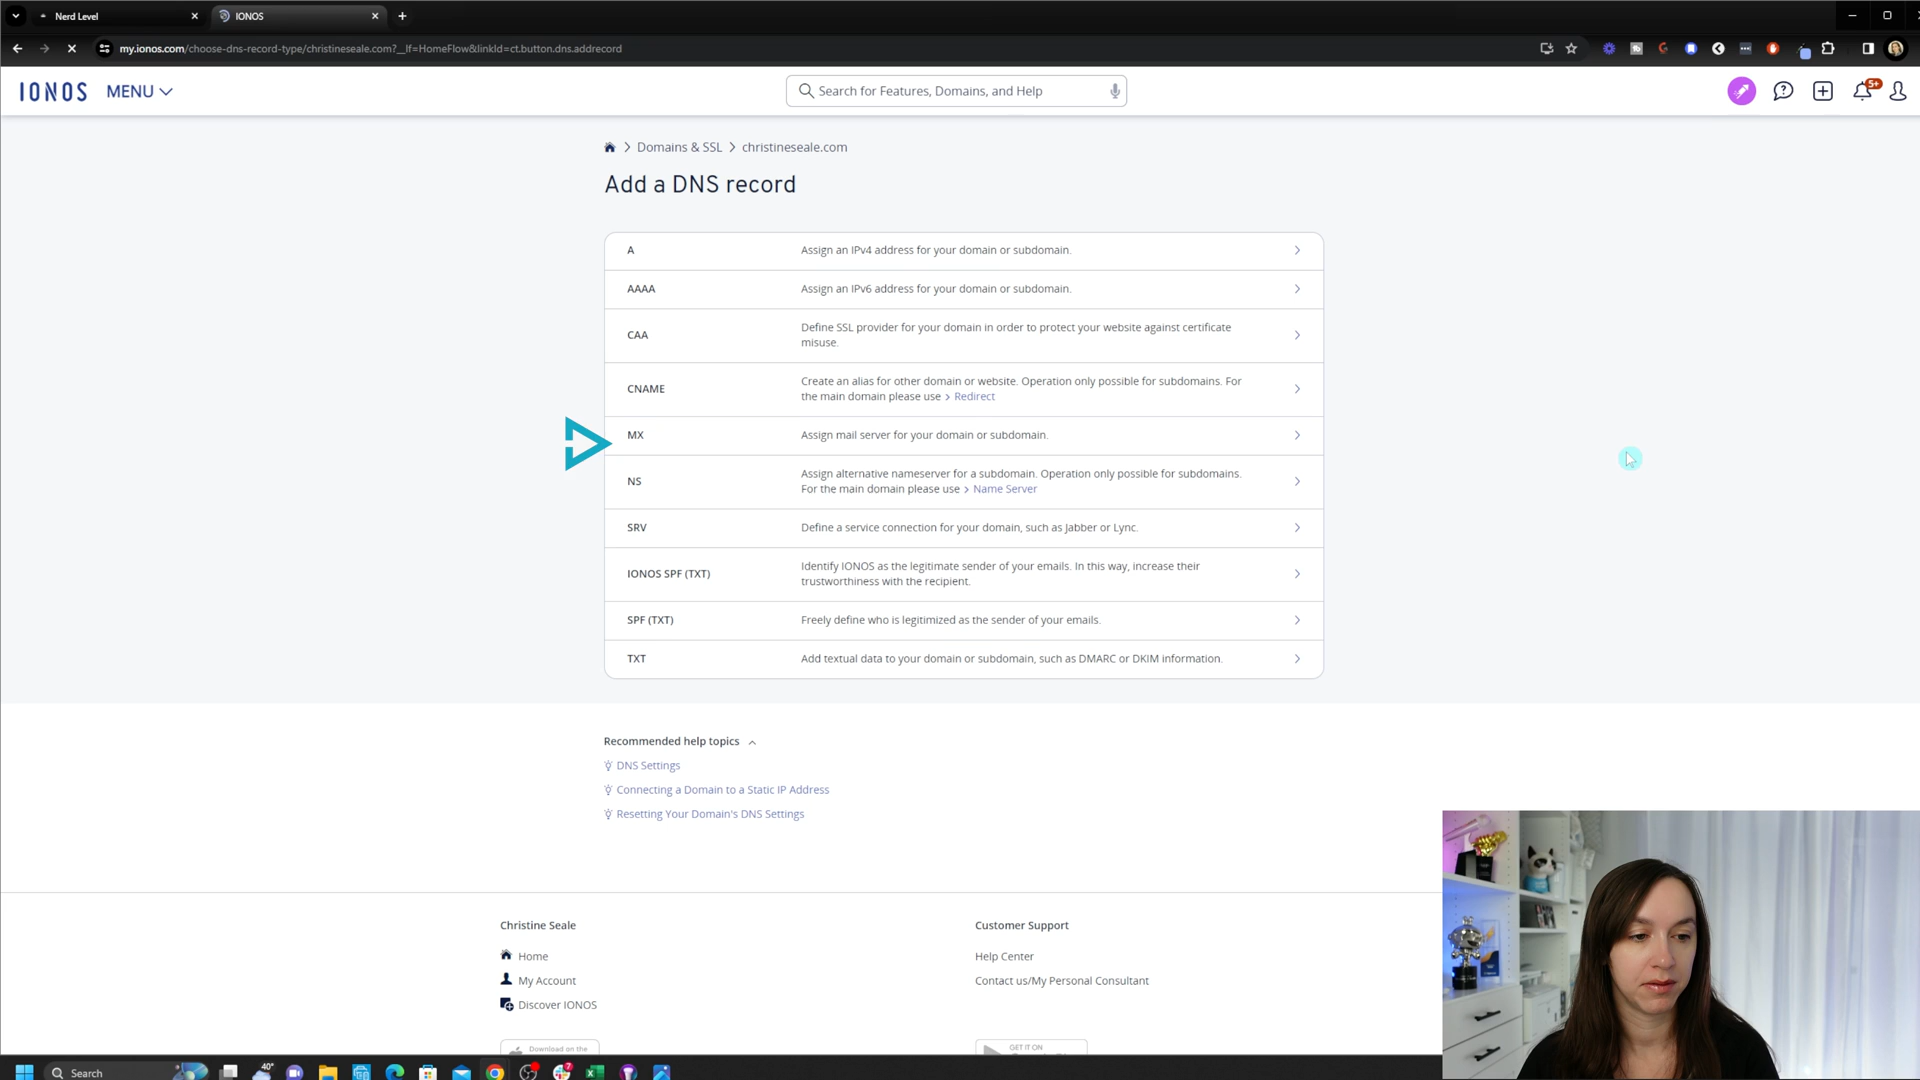 Nerd Level
IONOS
my.ionos.com/choose-dns-record-type/christineseale.com?__lf=HomeFlow&linkId=ct.button.dns.addrecord
IONOS MENU
Search for Features, Domains, and Help
5+
Domains & SSL > christineseale.com
Add a DNS record
A Assign an IPv4 address for your domain or subdomain.
AAAA Assign an IPv6 address for your domain or subdomain.
CAA Define SSL provider for your domain in order to protect your website against certificate
misuse.
CNAME Create an alias for other domain or website. Operation only possible for subdomains. For
the main domain please use > Redirect
MX Assign mail server for your domain or subdomain.
NS Assign alternative nameserver for a subdomain. Operation only possible for subdomains.
For the main domain please use > Name Server
SRV Define a service connection for your domain, such as Jabber or Lync.
IONOS SPF (TXT) Identify IONOS as the legitimate sender of your emails. In this way, increase their
trustworthiness with the recipient.
SPF (TXT) Freely define who is legitimized as the sender of your emails.
TXT Add textual data to your domain or subdomain, such as DMARC or DKIM information.
Recommended help topics
DNS Settings
Connecting a Domain to a Static IP Address
Resetting Your Domain's DNS Settings
Christine Seale
Home
My Account
Discover IONOS
Download on the
Customer Support
Help Center
Contact us/My Personal Consultant
GET IT ON
Search
40°